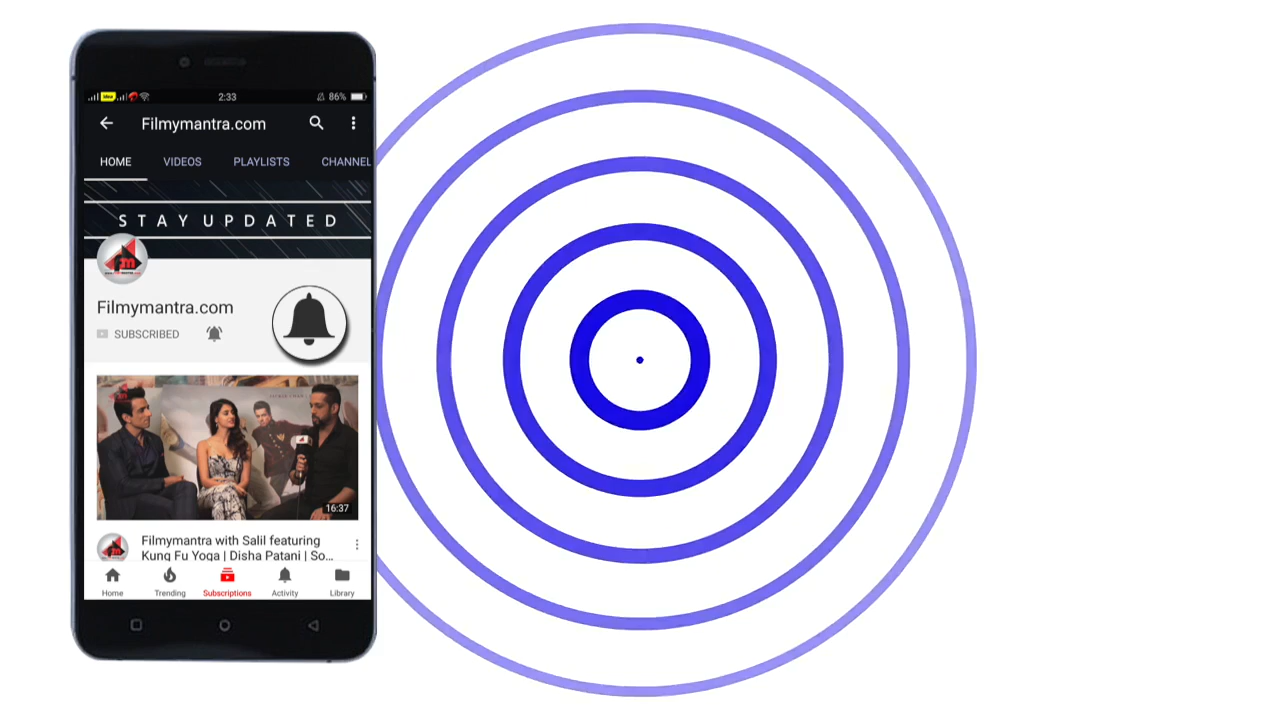 2:33
86%
Filmymantra.com
HOME VIDEOS PLAYLISTS CHANNEL
STAY UPDATED
fm
Filmymantra.com
SUBSCRIBED
16:37
Filmymantra with Salil featuring
Kung Fu Yoga | Disha Patani | So...
Home Trending Subscriptions Activity Library